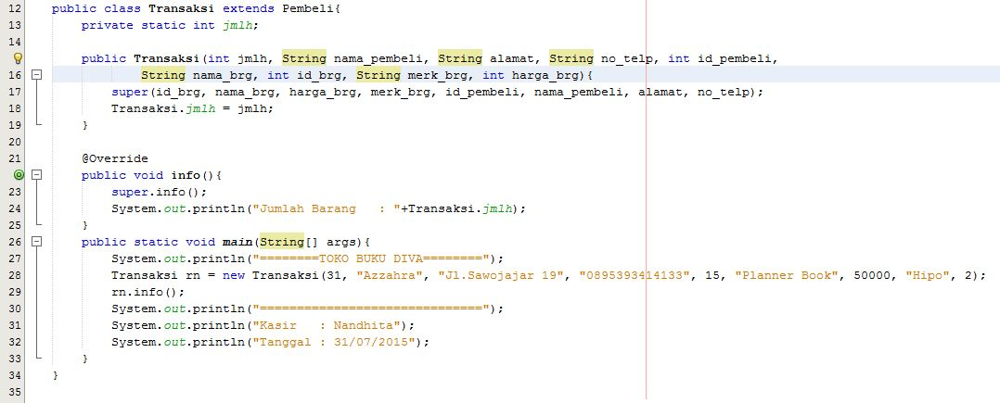 12 public class Transaksi extends Pembeli{
13     private static int jmlh;
14
    public Transaksi(int jmlh, String nama_pembeli, String alamat, String no_telp, int id_pembeli,
16             String nama_brg, int id_brg, String merk_brg, int harga_brg){
17         super(id_brg, nama_brg, harga_brg, merk_brg, id_pembeli, nama_pembeli, alamat, no_telp);
18         Transaksi.jmlh = jmlh;
19     }
20
21     @Override
    public void info(){
23         super.info();
24         System.out.println("Jumlah Barang   : "+Transaksi.jmlh);
25     }
26     public static void main(String[] args){
27         System.out.println("========TOKO BUKU DIVA========");
28         Transaksi rn = new Transaksi(31, "Azzahra", "Jl.Sawojajar 19", "0895393414133", 15, "Planner Book", 50000, "Hipo", 2);
29         rn.info();
30         System.out.println("==============================");
31         System.out.println("Kasir   : Nandhita");
32         System.out.println("Tanggal : 31/07/2015");
33     }
34 }
35